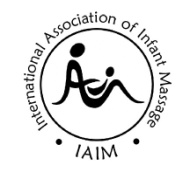 International Association of Infant Massage
• IAIM •